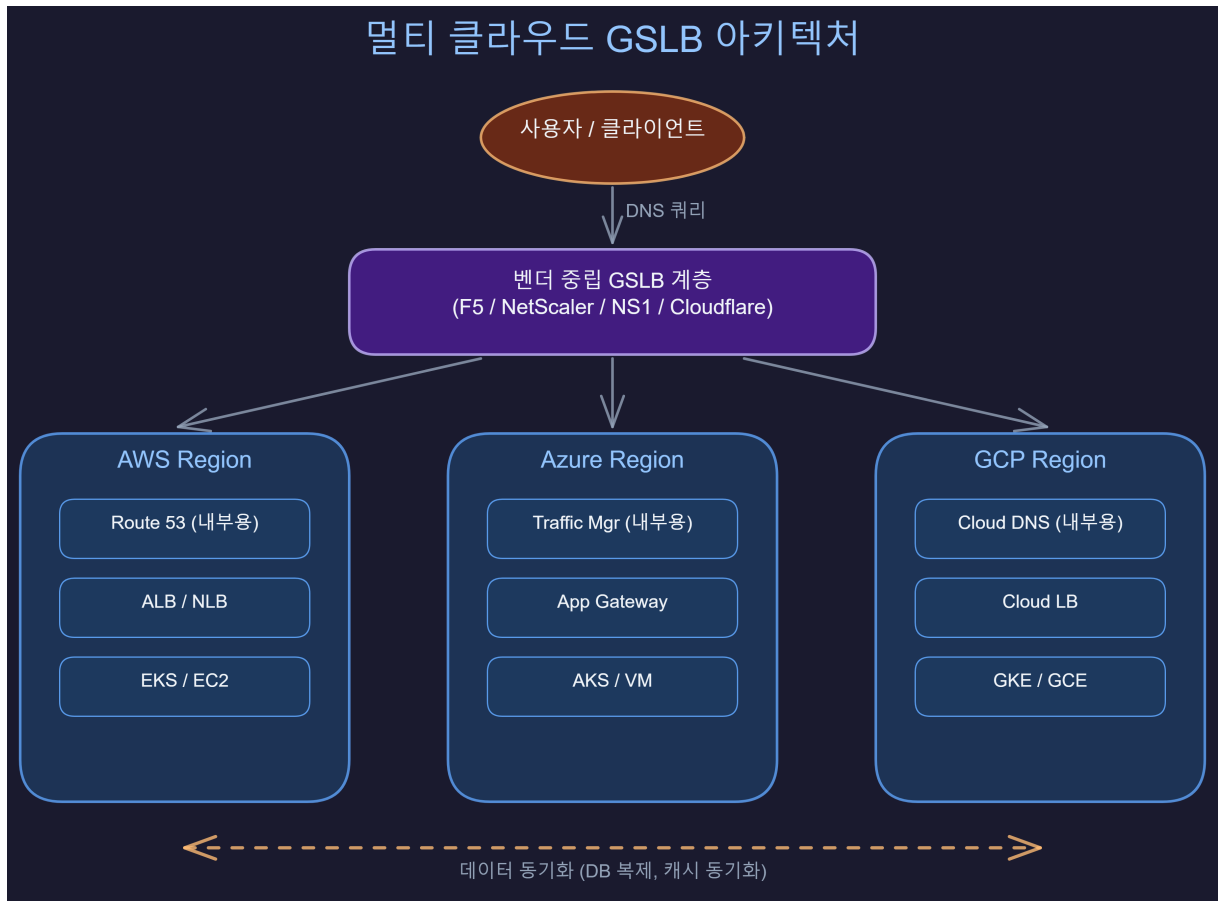 멀티 클라우드 GSLB 아키텍처
사용자 / 클라이언트
DNS 쿼리
벤더 중립 GSLB 계층
(F5 / NetScaler / NS1 / Cloudflare)
AWS Region
Route 53 (내부용)
ALB / NLB
EKS / EC2
Azure Region
Traffic Mgr (내부용)
App Gateway
AKS / VM
GCP Region
Cloud DNS (내부용)
Cloud LB
GKE / GCE
데이터 동기화 (DB 복제, 캐시 동기화)